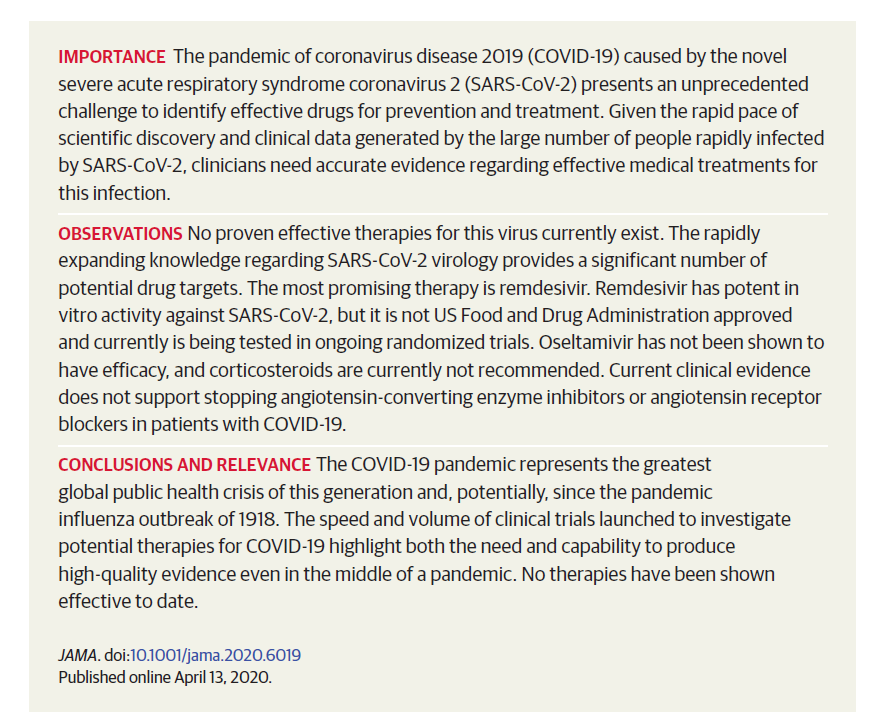 IMPORTANCE The pandemic of coronavirus disease 2019 (COVID-19) caused by the novel
severe acute respiratory syndrome coronavirus 2 (SARS-CoV-2) presents an unprecedented
challenge to identify effective drugs for prevention and treatment. Given the rapid pace of
scientific discovery and clinical data generated by the large number of people rapidly infected
by SARS-CoV-2, clinicians need accurate evidence regarding effective medical treatments for
this infection.
OBSERVATIONS No proven effective therapies for this virus currently exist. The rapidly
expanding knowledge regarding SARS-CoV-2 virology provides a significant number of
potential drug targets. The most promising therapy is remdesivir. Remdesivir has potent in
vitro activity against SARS-CoV-2, but it is not US Food and Drug Administration approved
and currently is being tested in ongoing randomized trials. Oseltamivir has not been shown to
have efficacy, and corticosteroids are currently not recommended. Current clinical evidence
does not support stopping angiotensin-converting enzyme inhibitors or angiotensin receptor
blockers in patients with COVID-19.
CONCLUSIONS AND RELEVANCE The COVID-19 pandemic represents the greatest
global public health crisis of this generation and, potentially, since the pandemic
influenza outbreak of 1918. The speed and volume of clinical trials launched to investigate
potential therapies for COVID-19 highlight both the need and capability to produce
high-quality evidence even in the middle of a pandemic. No therapies have been shown
effective to date.
JAMA. doi:10.1001/jama.2020.6019
Published online April 13, 2020.